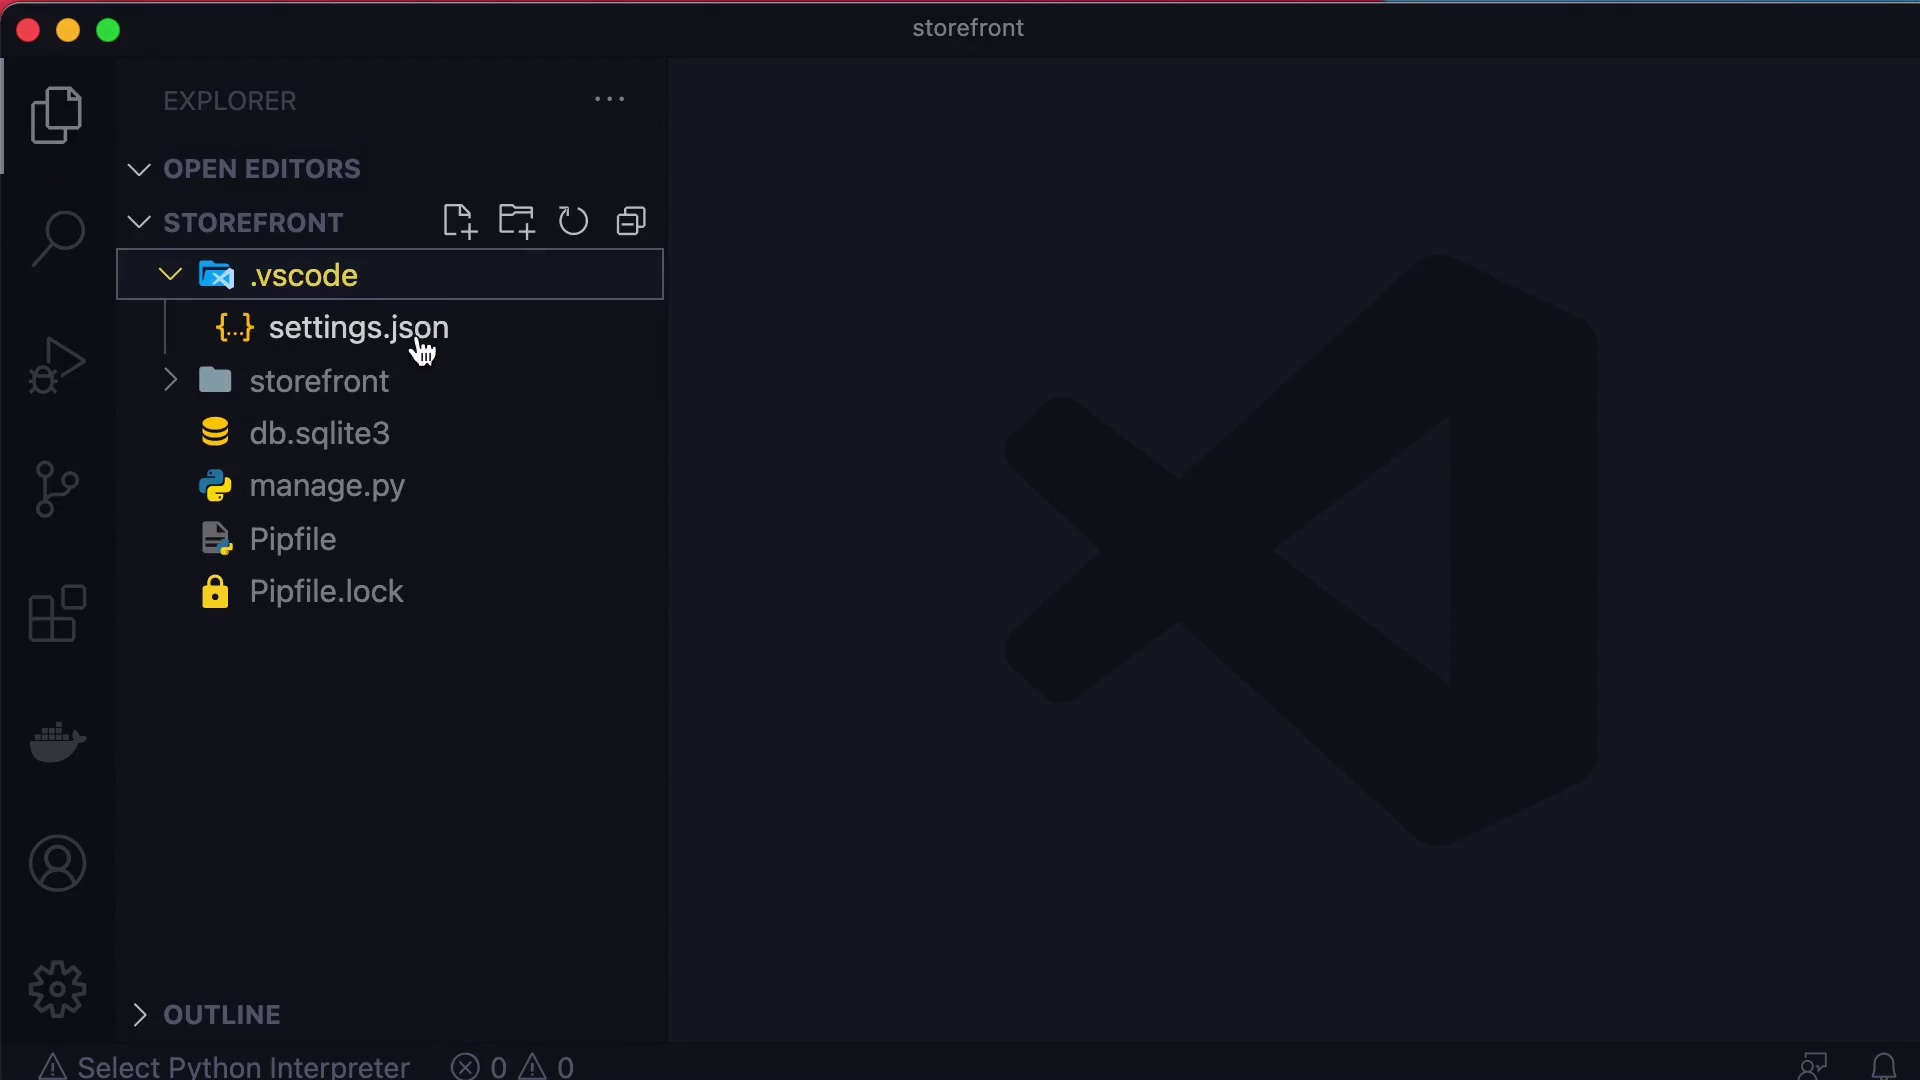 storefront
EXPLORER
OPEN EDITORS
STOREFRONT
.vscode
{...} settings.json
storefront
db.sqlite3
manage.py
Pipfile
Pipfile.lock
OUTLINE
Select Python Interpreter 0 0